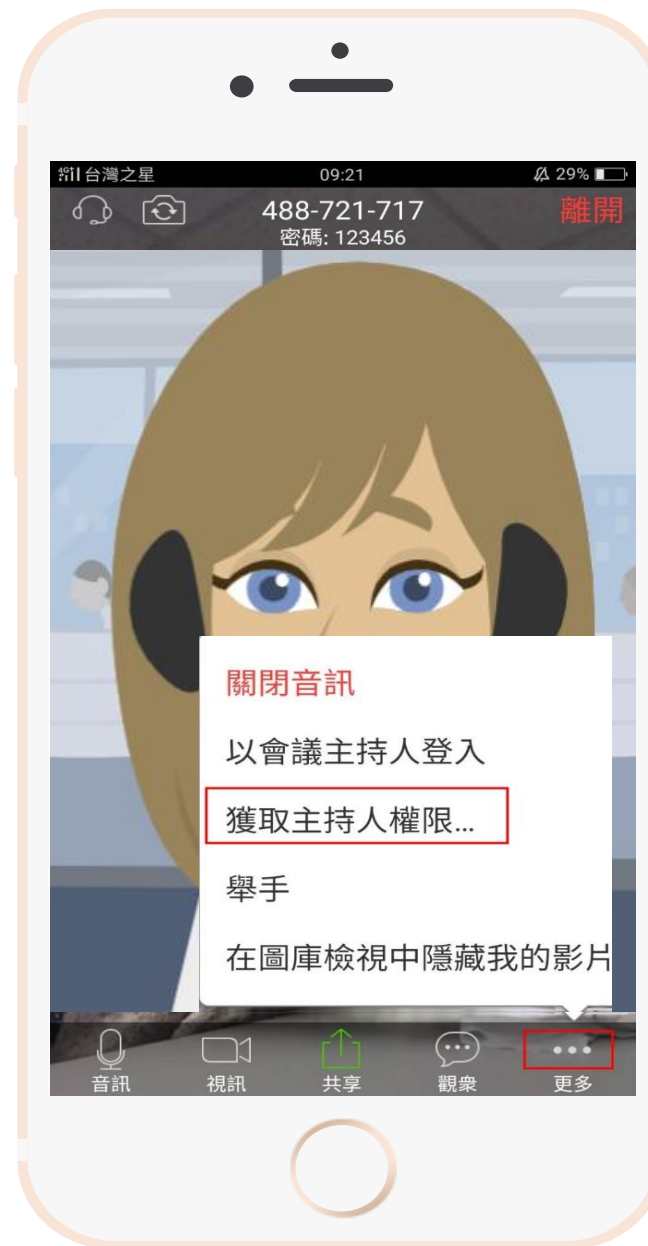 台灣之星 09:21 29%
488-721-717 離開
密碼: 123456
關閉音訊
以會議主持人登入
獲取主持人權限...
舉手
在圖庫檢視中隱藏我的影片
音訊 視訊 共享 觀眾 更多